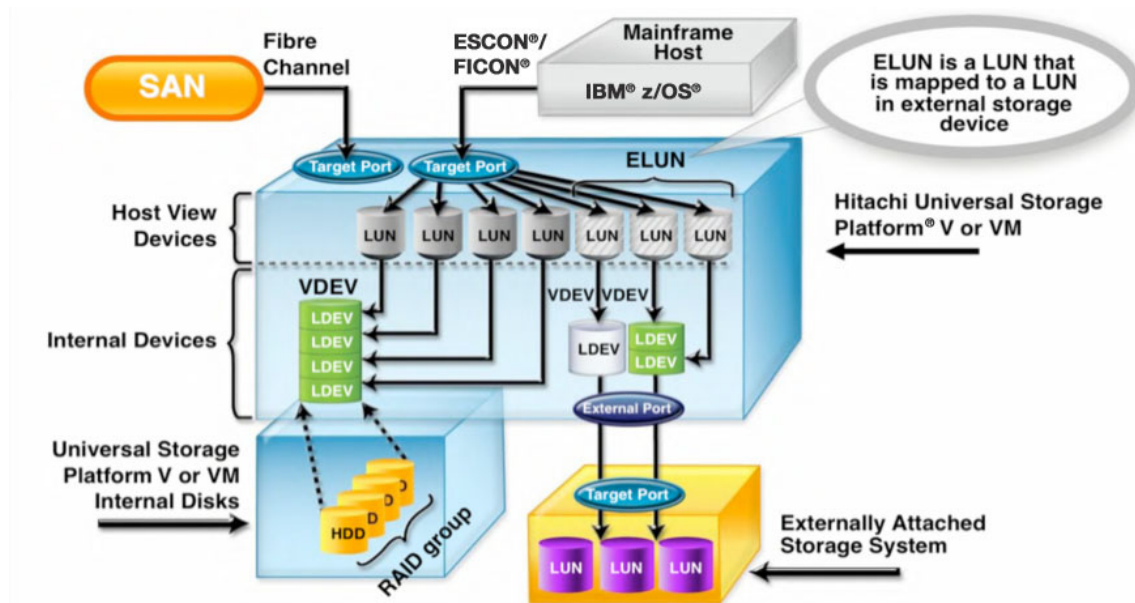 Fibre
Channel
ESCON®/
FICON®
Mainframe
Host
IBM® z/OS®
SAN
ELUN is a LUN that
is mapped to a LUN
in external storage
device
Target Port
Target Port
ELUN
Host View
Devices
LUN
LUN
LUN
LUN
LUN
LUN
LUN
Hitachi Universal Storage
Platform® V or VM
Internal Devices
VDEV
LDEV
LDEV
LDEV
LDEV
VDEV
VDEV
LDEV
LDEV
LDEV
External Port
Universal Storage
Platform V or VM
Internal Disks
HDD
D
D
D
RAID group
Target Port
LUN
LUN
LUN
Externally Attached
Storage System